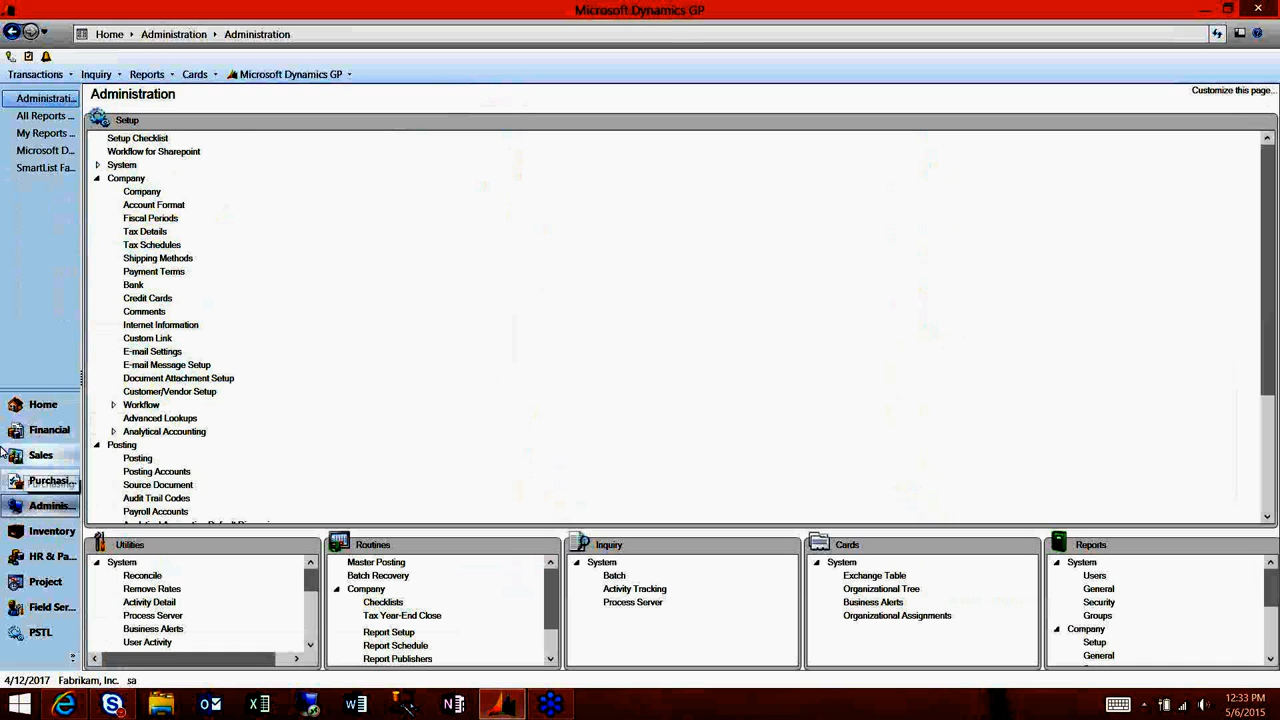 Microsoft Dynamics GP
Home Administration Administration
Transactions Inquiry Reports Cards Microsoft Dynamics GP
Administrati...
All Reports ...
My Reports ...
Microsoft D...
SmartList Fa...
Home
Financial
Sales
Purchasi...
Purchasing
Adminis...
Inventory
HR & Pa...
Project
Field Ser...
PSTL
Administration
Customize this page...
Setup
Setup Checklist
Workflow for Sharepoint
System
Company
Company
Account Format
Fiscal Periods
Tax Details
Tax Schedules
Shipping Methods
Payment Terms
Bank
Credit Cards
Comments
Internet Information
Custom Link
E-mail Settings
E-mail Message Setup
Document Attachment Setup
Customer/Vendor Setup
Workflow
Advanced Lookups
Analytical Accounting
Posting
Posting
Posting Accounts
Source Document
Audit Trail Codes
Payroll Accounts
Utilities
System
Reconcile
Remove Rates
Activity Detail
Process Server
Business Alerts
User Activity
Routines
Master Posting
Batch Recovery
Company
Checklists
Tax Year-End Close
Report Setup
Report Schedule
Report Publishers
Inquiry
System
Batch
Activity Tracking
Process Server
Cards
System
Exchange Table
Organizational Tree
Business Alerts
Organizational Assignments
Reports
System
Users
General
Security
Groups
Company
Setup
General
4/12/2017 Fabrikam, Inc. sa
12:33 PM
5/6/2015